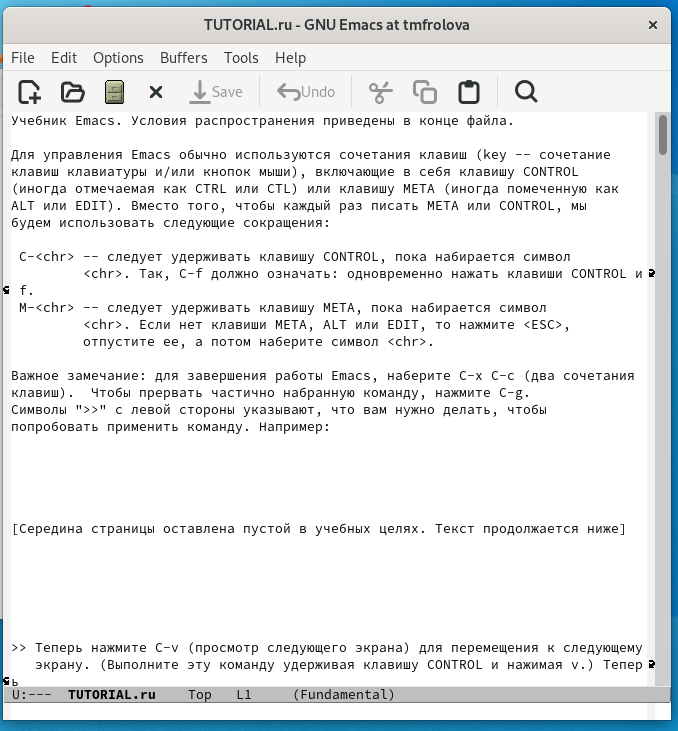 TUTORIAL.ru - GNU Emacs at tmfrolova
File Edit Options Buffers Tools Help
Save Undo
Учебник Emacs. Условия распространения приведены в конце файла.
Для управления Emacs обычно используются сочетания клавиш (key -- сочетание
клавиш клавиатуры и/или кнопок мыши), включающие в себя клавишу CONTROL
(иногда отмечаемая как CTRL или CTL) или клавишу META (иногда помеченную как
ALT или EDIT). Вместо того, чтобы каждый раз писать META или CONTROL, мы
будем использовать следующие сокращения:
C-<chr> -- следует удерживать клавишу CONTROL, пока набирается символ
<chr>. Так, C-f должно означать: одновременно нажать клавиши CONTROL и
f.
M-<chr> -- следует удерживать клавишу META, пока набирается символ
<chr>. Если нет клавиши META, ALT или EDIT, то нажмите <ESC>,
отпустите ее, а потом наберите символ <chr>.
Важное замечание: для завершения работы Emacs, наберите C-x C-c (два сочетания
клавиш).  Чтобы прервать частично набранную команду, нажмите C-g.
Символы ">>" с левой стороны указывают, что вам нужно делать, чтобы
попробовать применить команду. Например:
[Середина страницы оставлена пустой в учебных целях. Текст продолжается ниже]
>> Теперь нажмите C-v (просмотр следующего экрана) для перемещения к следующему
экрану. (Выполните эту команду удерживая клавишу CONTROL и нажимая v.) Тепер
ь
U:--- TUTORIAL.ru Top L1 (Fundamental)